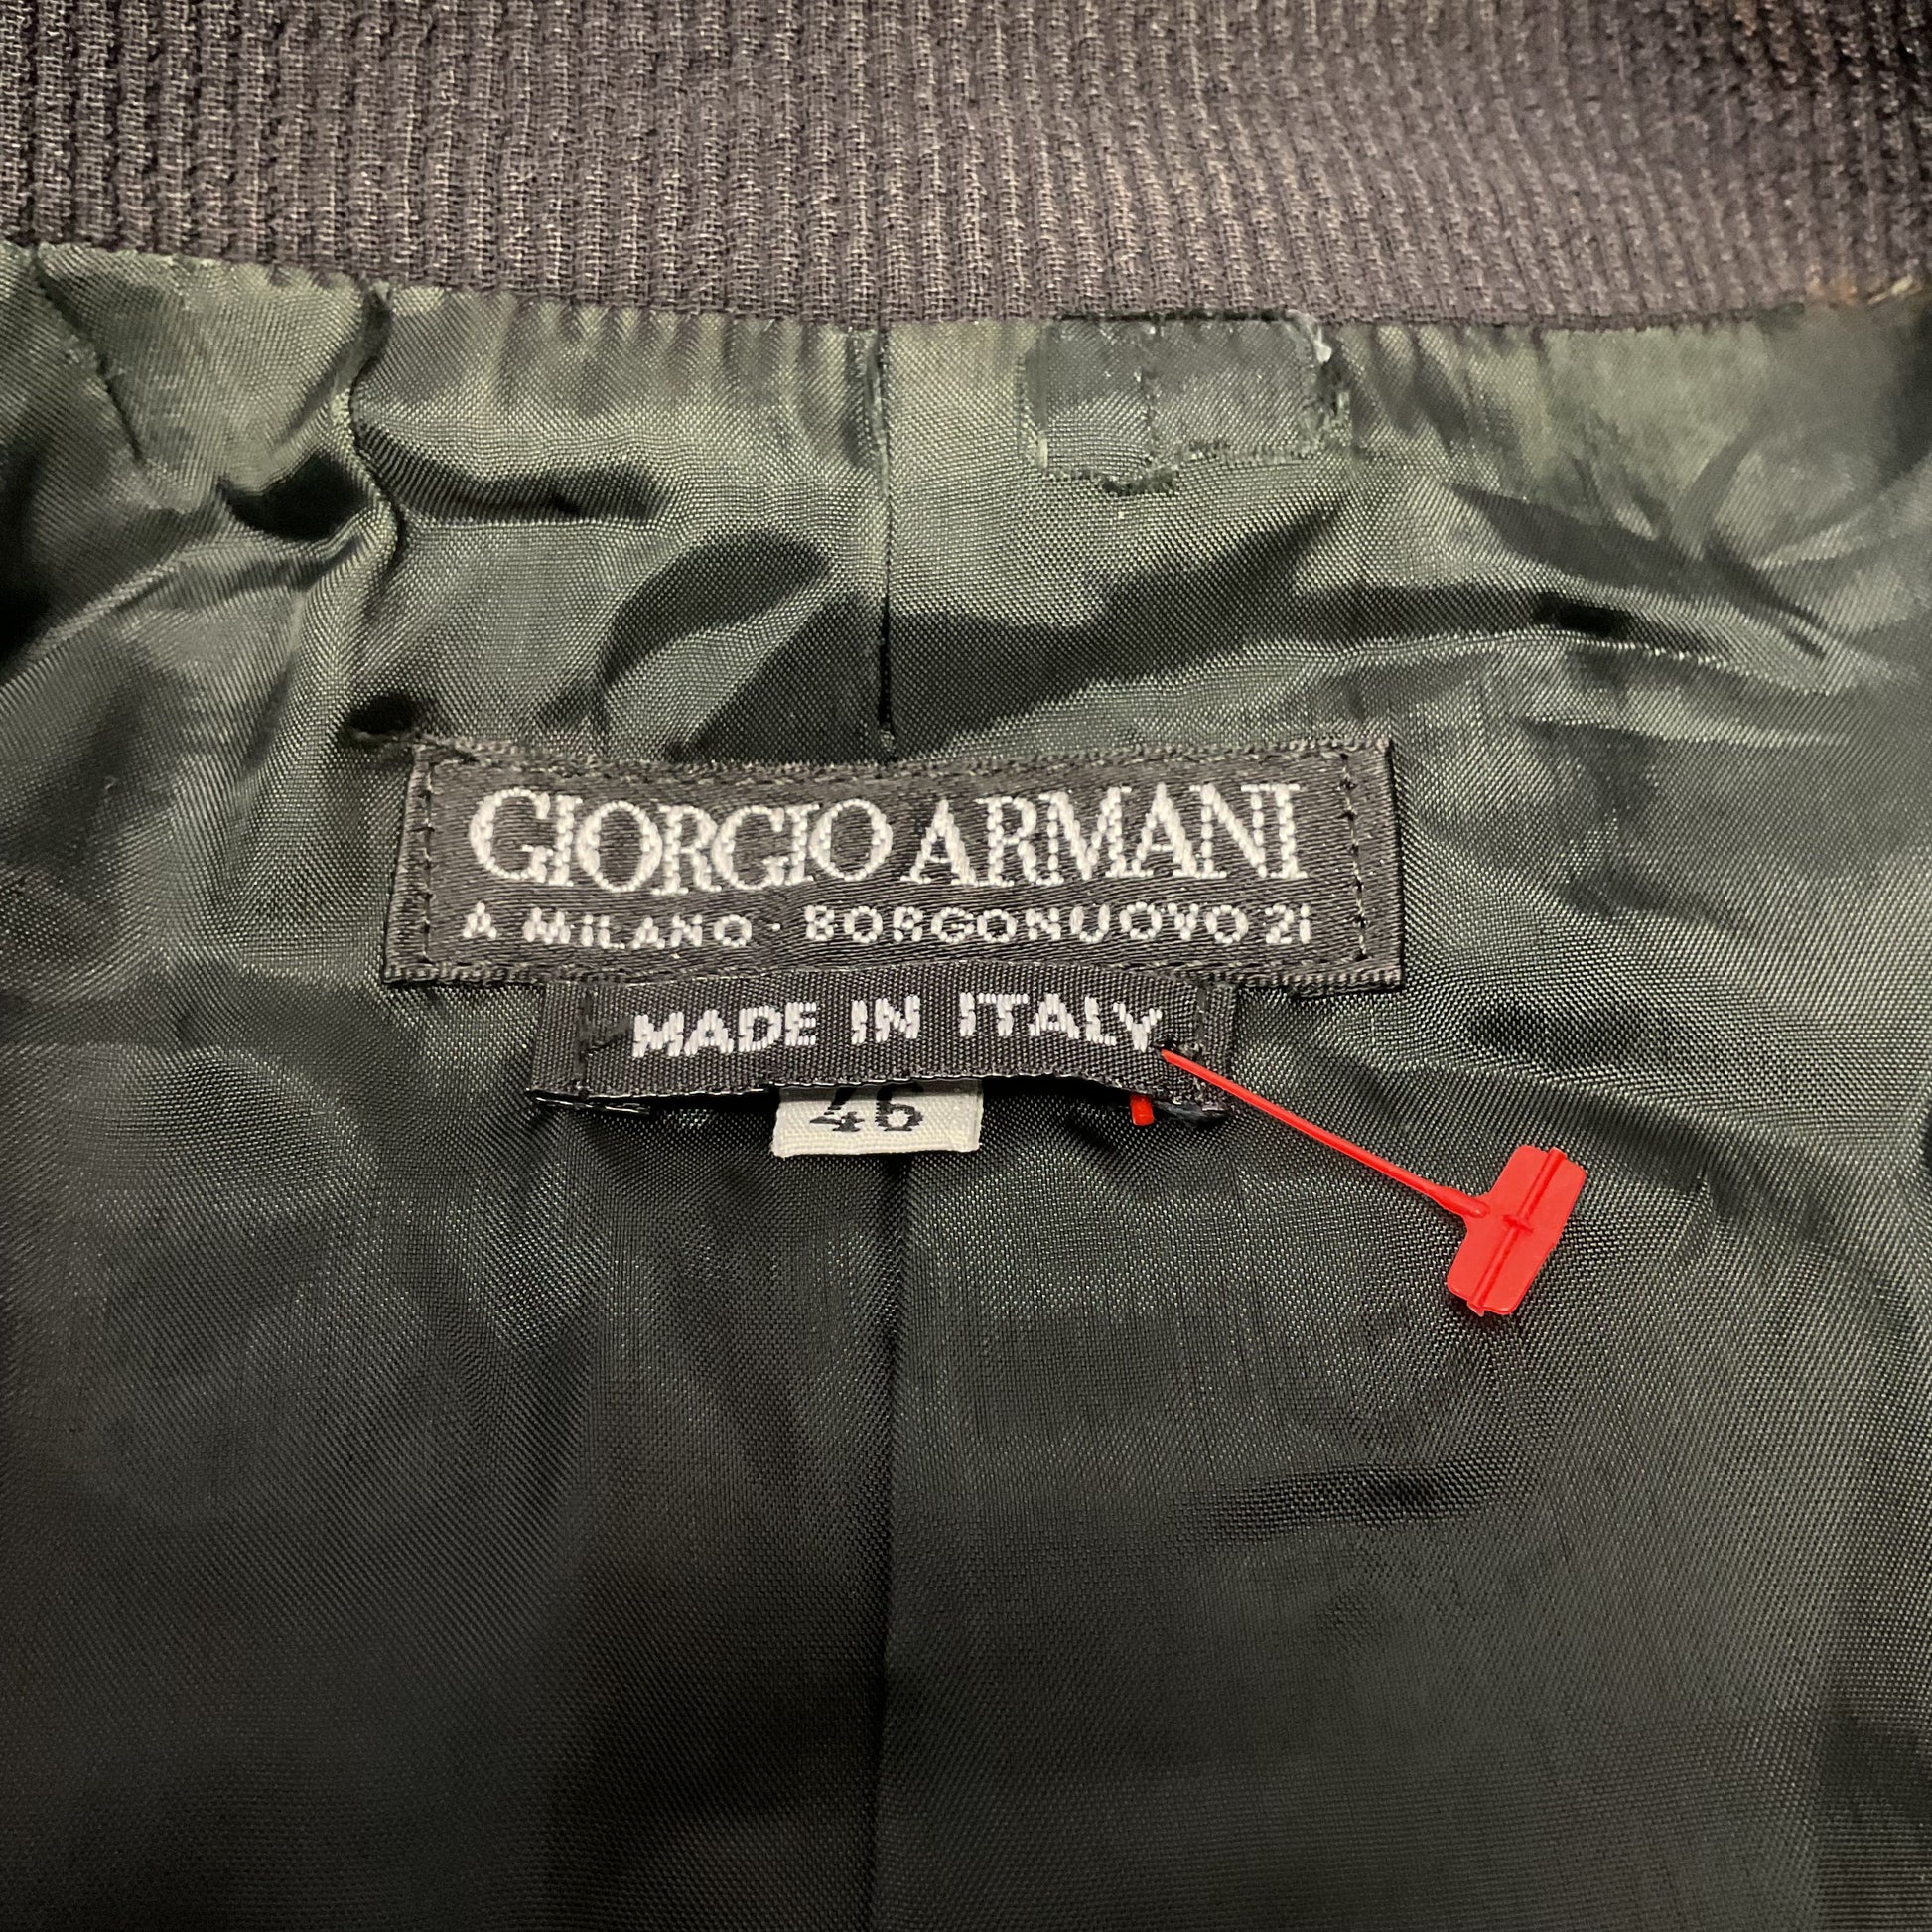 GIORGIO ARMANI
A MiLANO · BORGONUOVO 21
MADE IN ITALY
46